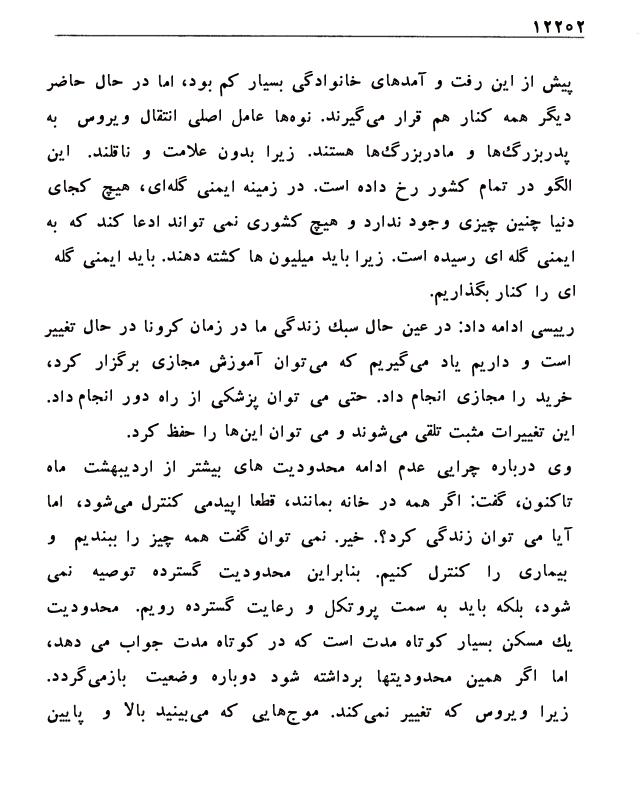 ۱۲۲۵۲
پیش از این رفت و آمدهای خانوادگی بسیار کم بود، اما در حال حاضر
دیگر همه کنار هم قرار می‌گیرند. نوه‌ها عامل اصلی انتقال ویروس به
پدربزرگ‌ها و مادربزرگ‌ها هستند. زیرا بدون علامت و ناقلند. این
الگو در تمام کشور رخ داده است. در زمینه ایمنی گله‌ای، هیچ کجای
دنیا چنین چیزی وجود ندارد و هیچ کشوری نمی تواند ادعا کند که به
ایمنی گله ای رسیده است. زیرا باید میلیون ها کشته دهند. باید ایمنی گله
ای را کنار بگذاریم.
رییسی ادامه داد: در عین حال سبك زندگی ما در زمان کرونا در حال تغییر
است و داریم یاد می‌گیریم که می‌توان آموزش مجازی برگزار کرد،
خرید را مجازی انجام داد. حتی می توان پزشکی از راه دور انجام داد.
این تغییرات مثبت تلقی می‌شوند و می توان این‌ها را حفظ کرد.
وی درباره چرایی عدم ادامه محدودیت های بیشتر از اردیبهشت ماه
تاکنون، گفت: اگر همه در خانه بمانند، قطعا اپیدمی کنترل می‌شود، اما
آیا می توان زندگی کرد؟. خیر. نمی توان گفت همه چیز را ببندیم و
بیماری را کنترل کنیم. بنابراین محدودیت گسترده توصیه نمی
شود، بلکه باید به سمت پروتکل و رعایت گسترده رویم. محدودیت
یك مسکن بسیار کوتاه مدت است که در کوتاه مدت جواب می دهد،
اما اگر همین محدودیتها برداشته شود دوباره وضعیت بازمی‌گردد.
زیرا ویروس که تغییر نمی‌کند. موج‌هایی که می‌بینید بالا و پایین